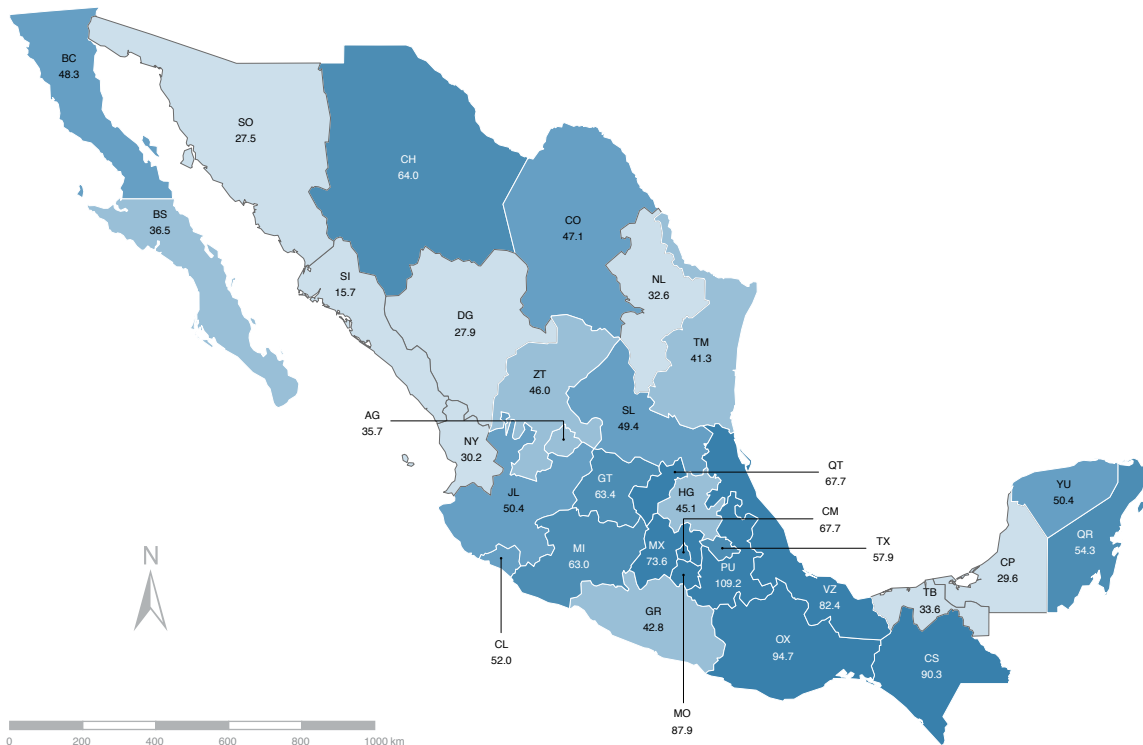 BC
48.3
SO
27.5
CH
64.0
BS
36.5
CO
47.1
SI
15.7
NL
32.6
DG
27.9
TM
41.3
ZT
46.0
AG
35.7
SL
49.4
NY
30.2
QT
67.7
GT
63.4
JL
50.4
HG
45.1
YU
50.4
CM
67.7
QR
54.3
TX
57.9
MX
73.6
MI
63.0
PU
109.2
CP
29.6
VZ
82.4
TB
33.6
GR
42.8
OX
94.7
CS
90.3
CL
52.0
MO
87.9
N
0 200 400 600 800 1000 km